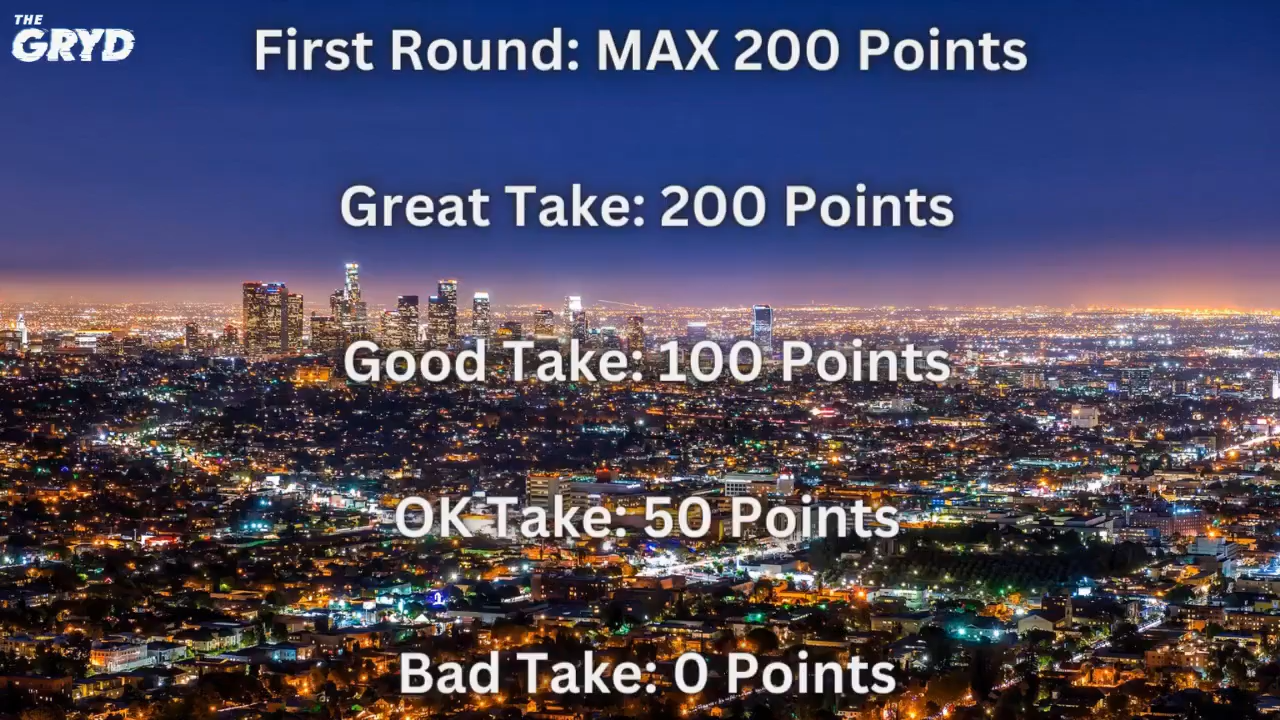 THE
GRYD
First Round: MAX 200 Points
Great Take: 200 Points
Good Take: 100 Points
OK Take: 50 Points
Bad Take: 0 Points